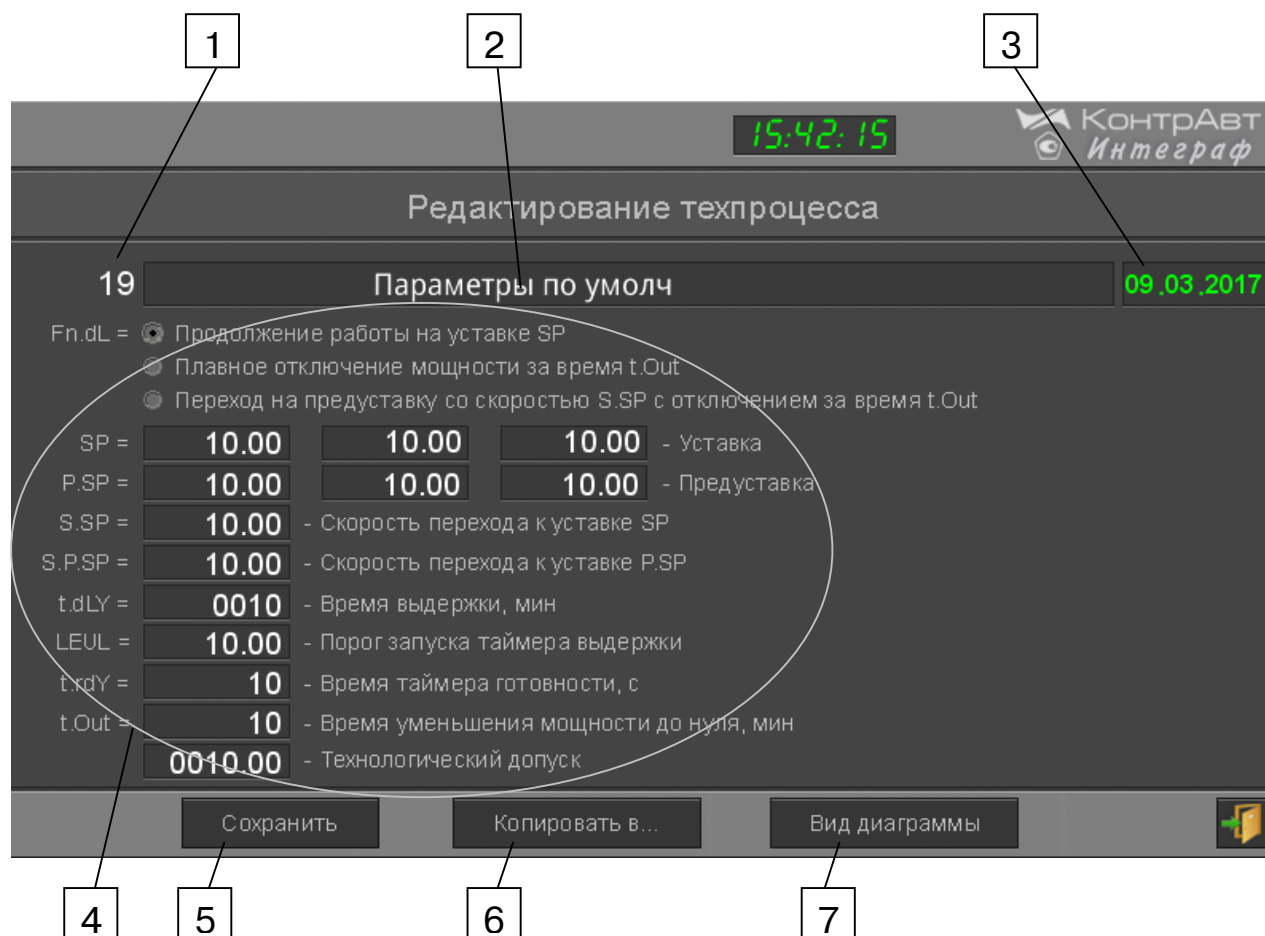 1 2 3
15:42:15
КонтрАвт
Интеграф
Редактирование техпроцесса
19 Параметры по умолч 09.03.2017
Fn.dL = Продолжение работы на уставке SP
Плавное отключение мощности за время t.Out
Переход на предуставку со скоростью S.SP с отключением за время t.Out
SP = 10.00 10.00 10.00 - Уставка
P.SP = 10.00 10.00 10.00 - Предуставка
S.SP = 10.00 - Скорость перехода к уставке SP
S.P.SP = 10.00 - Скорость перехода к уставке P.SP
t.dLY = 0010 - Время выдержки, мин
LEUL = 10.00 - Порог запуска таймера выдержки
t.rdY = 10 - Время таймера готовности, с
t.Out = 10 - Время уменьшения мощности до нуля, мин
0010.00 - Технологический допуск
Сохранить Копировать в... Вид диаграммы
4 5 6 7